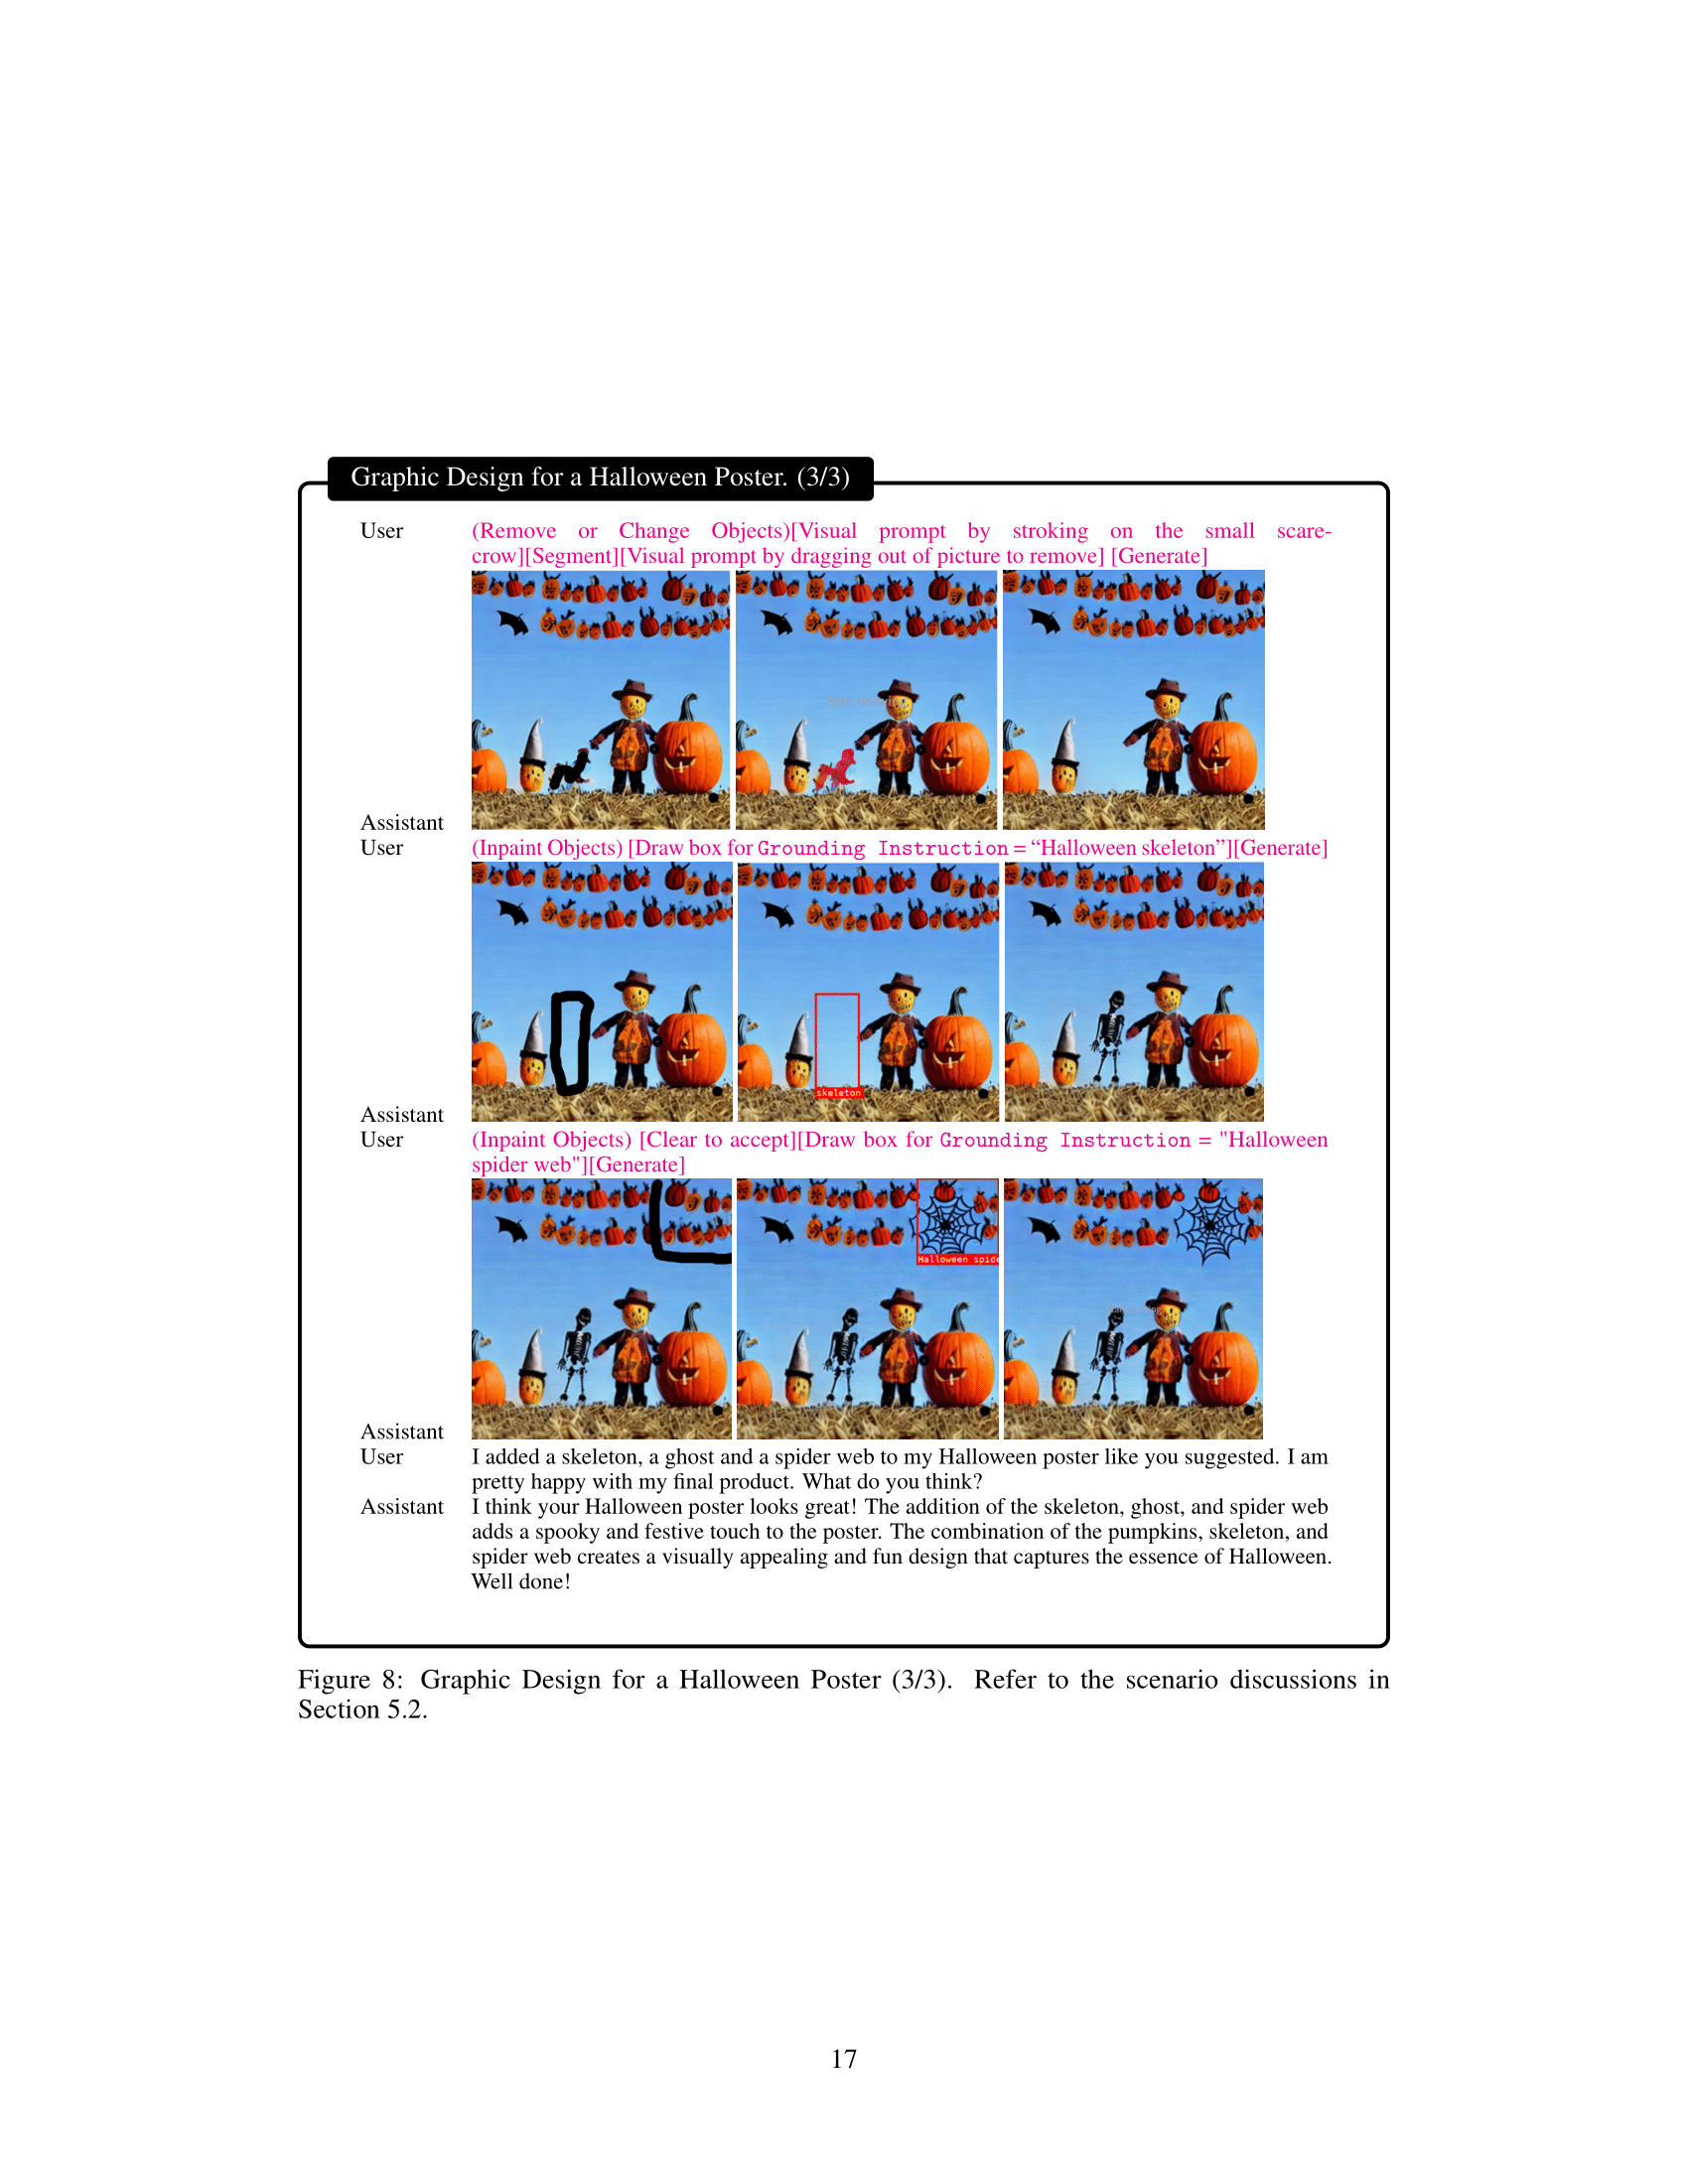 Graphic Design for a Halloween Poster. (3/3)
User (Remove or Change Objects)[Visual prompt by stroking on the small scare-
crow][Segment][Visual prompt by dragging out of picture to remove] [Generate]
Assistant
User (Inpaint Objects) [Draw box for Grounding Instruction = “Halloween skeleton”][Generate]
skeleton
Assistant
User (Inpaint Objects) [Clear to accept][Draw box for Grounding Instruction = "Halloween
spider web"][Generate]
Halloween spide
Assistant
User I added a skeleton, a ghost and a spider web to my Halloween poster like you suggested. I am
pretty happy with my final product. What do you think?
Assistant I think your Halloween poster looks great! The addition of the skeleton, ghost, and spider web
adds a spooky and festive touch to the poster. The combination of the pumpkins, skeleton, and
spider web creates a visually appealing and fun design that captures the essence of Halloween.
Well done!
Figure 8: Graphic Design for a Halloween Poster (3/3). Refer to the scenario discussions in
Section 5.2.
17